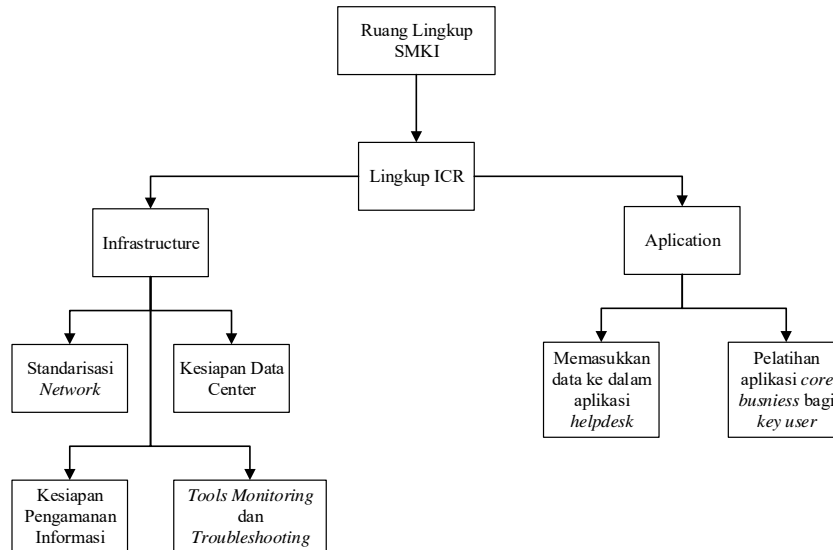 Ruang Lingkup
SMKI
Lingkup ICR
Infrastructure
Aplication
Standarisasi
Network
Kesiapan Data
Center
Memasukkan
data ke dalam
aplikasi
helpdesk
Pelatihan
aplikasi core
busniess bagi
key user
Kesiapan
Pengamanan
Informasi
Tools Monitoring
dan
Troubleshooting